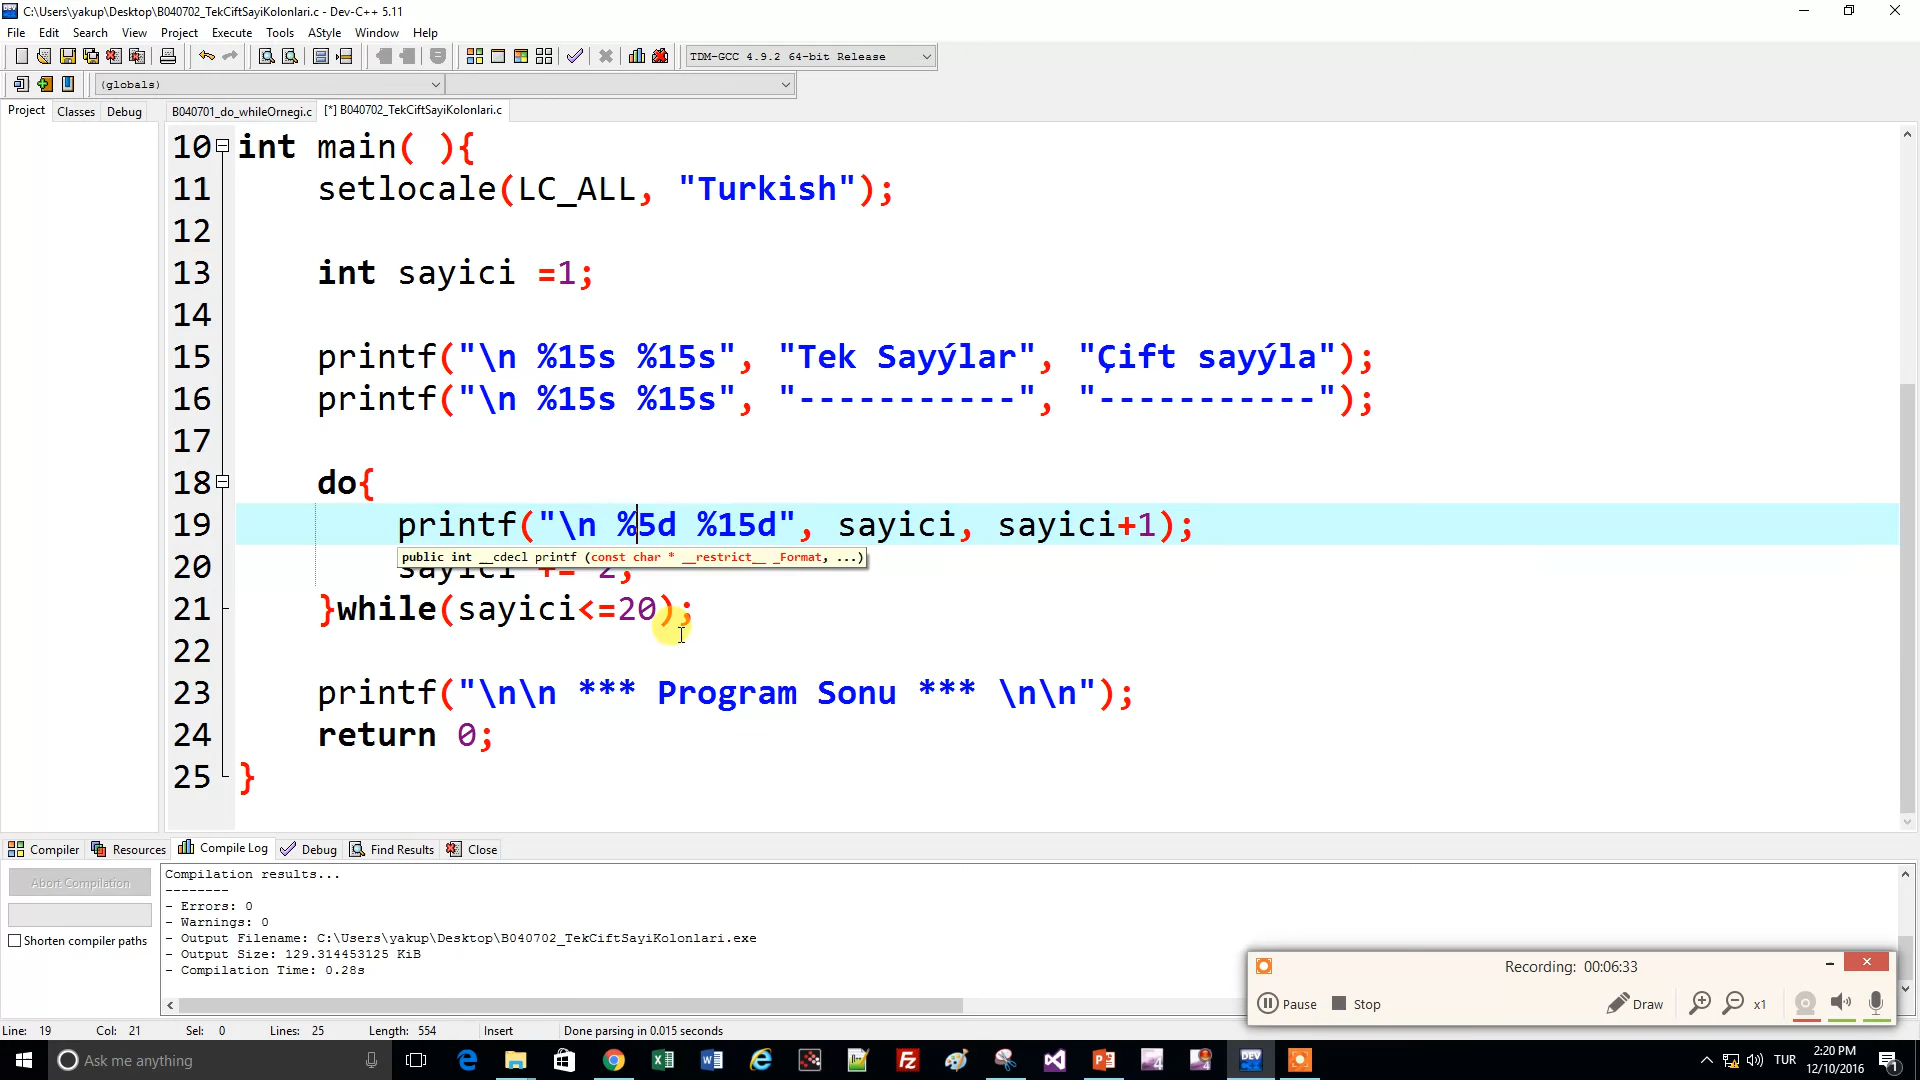 C:\Users\yakup\Desktop\B040702_TekCiftSayiKolonlari.c - Dev-C++ 5.11
File Edit Search View Project Execute Tools AStyle Window Help
TDM-GCC 4.9.2 64-bit Release
(globals)
Project Classes Debug B040701_do_whileOrnegi.c [*] B040702_TekCiftSayiKolonlari.c
10 int main( ){
11 setlocale(LC_ALL, "Turkish");
12
13 int sayici =1;
14
15 printf("\n %15s %15s", "Tek Sayýlar", "Çift sayýla");
16 printf("\n %15s %15s", "-----------", "-----------");
17
18 do{
19 printf("\n %5d %15d", sayici, sayici+1);
public int __cdecl printf (const char * __restrict__ _Format, ...)
20 sayici += 2;
21 }while(sayici<=20);
22
23 printf("\n\n *** Program Sonu *** \n\n");
24 return 0;
25 }
Compiler Resources Compile Log Debug Find Results Close
Abort Compilation
Shorten compiler paths
Compilation results...
--------
- Errors: 0
- Warnings: 0
- Output Filename: C:\Users\yakup\Desktop\B040702_TekCiftSayiKolonlari.exe
- Output Size: 129.314453125 KiB
- Compilation Time: 0.28s
Recording: 00:06:33
Pause Stop Draw x1
Line: 19 Col: 21 Sel: 0 Lines: 25 Length: 554 Insert Done parsing in 0.015 seconds
Ask me anything
DEV
TUR
2:20 PM
12/10/2016
1